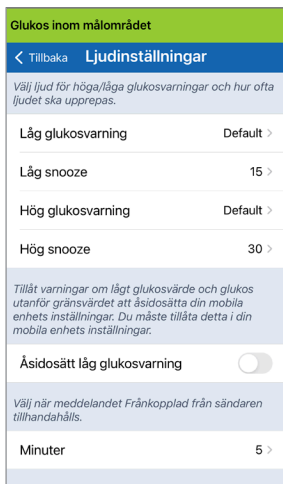 Glukos inom målområdet
Tillbaka Ljudinställningar
Välj ljud för höga/låga glukosvarningar och hur ofta
ljudet ska upprepas.
Låg glukosvarning Default
Låg snooze 15
Hög glukosvarning Default
Hög snooze 30
Tillåt varningar om lågt glukosvärde och glukos
utanför gränsvärdet att åsidosätta din mobila
enhets inställningar. Du måste tillåta detta i din
mobila enhets inställningar.
Åsidosätt låg glukosvarning
Välj när meddelandet Frånkopplad från sändaren
tillhandahålls.
Minuter 5